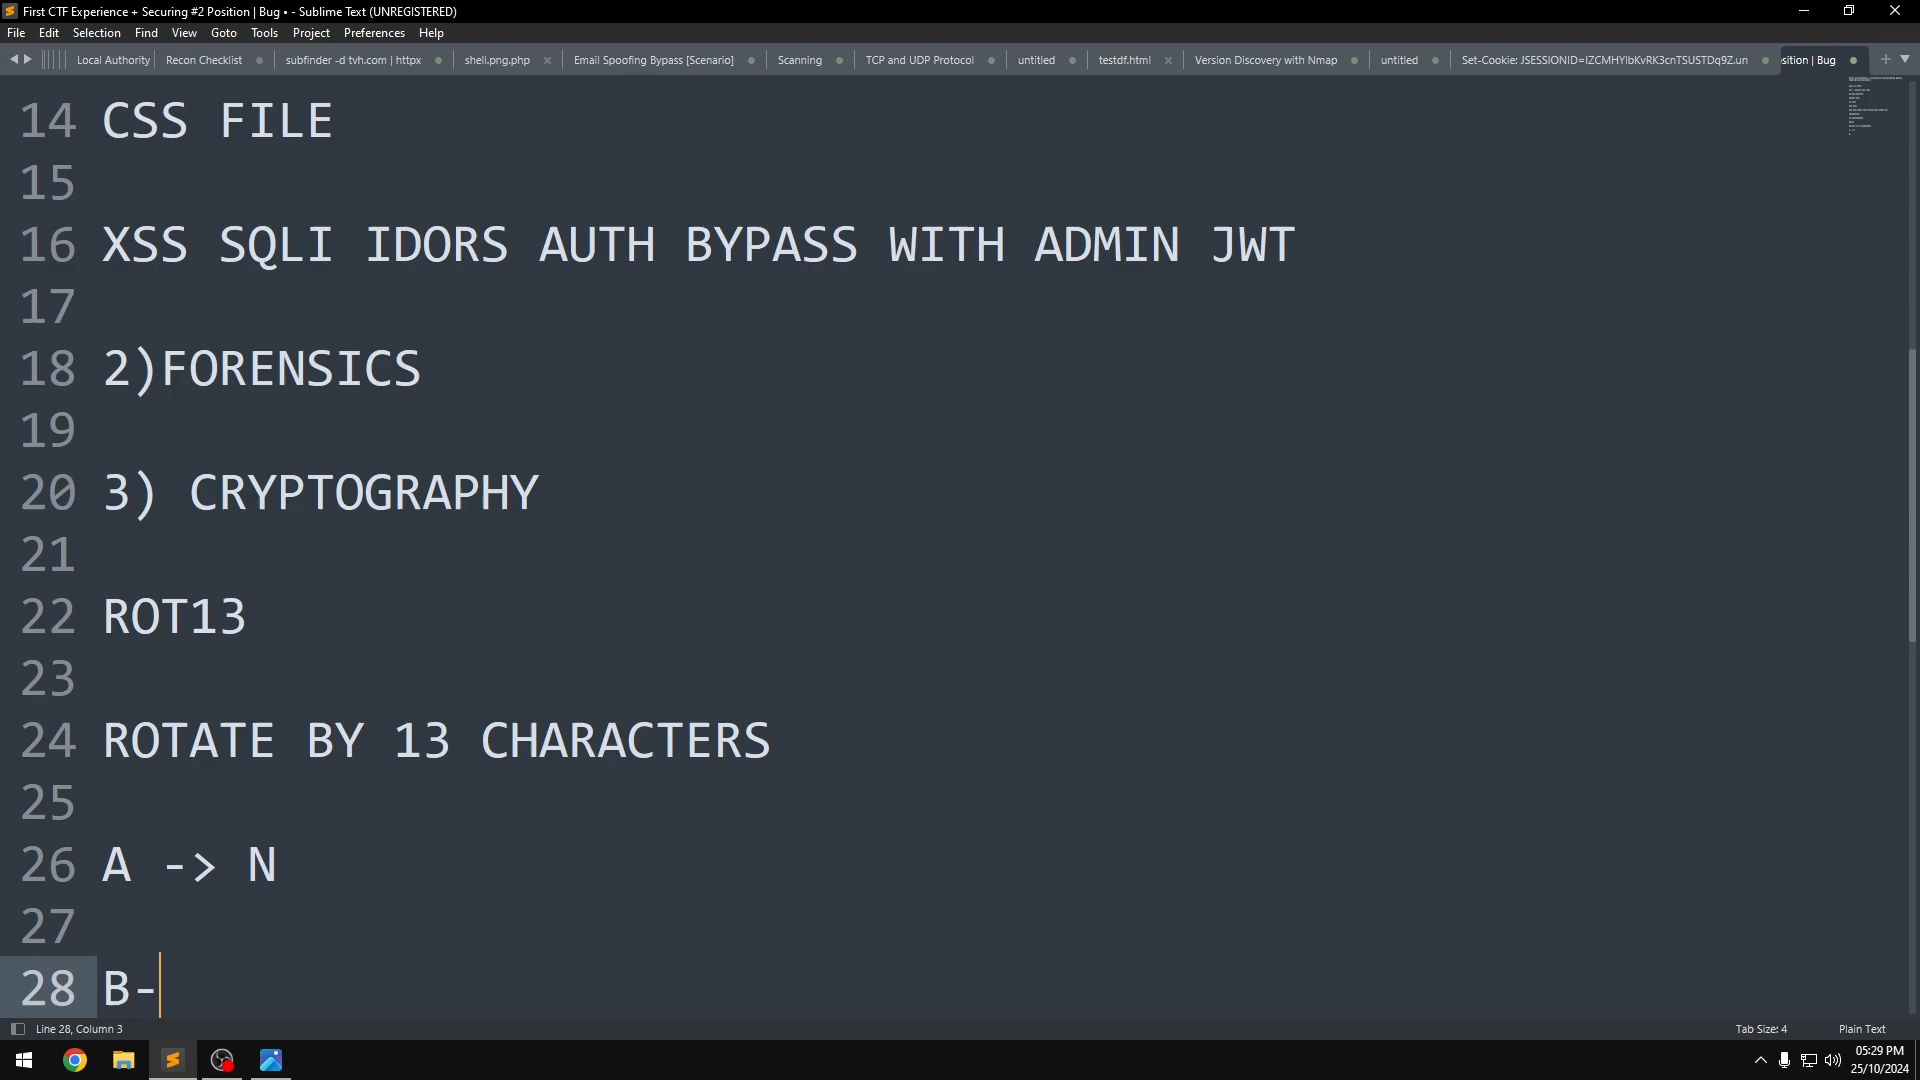 First CTF Experience + Securing #2 Position | Bug • - Sublime Text (UNREGISTERED)
File Edit Selection Find View Goto Tools Project Preferences Help
Local Authority Recon Checklist subfinder -d tvh.com | httpx shell.png.php Email Spoofing Bypass [Scenario] Scanning TCP and UDP Protocol untitled testdf.html Version Discovery with Nmap untitled Set-Cookie: JSESSIONID=IZCMHYIbKvRK3cnTSUSTDq9Z.un sition | Bug
14 CSS FILE
15
16 XSS SQLI IDORS AUTH BYPASS WITH ADMIN JWT
17
18 2)FORENSICS
19
20 3) CRYPTOGRAPHY
21
22 ROT13
23
24 ROTATE BY 13 CHARACTERS
25
26 A -> N
27
28 B-
Line 28, Column 3 Tab Size: 4 Plain Text
05:29 PM
25/10/2024